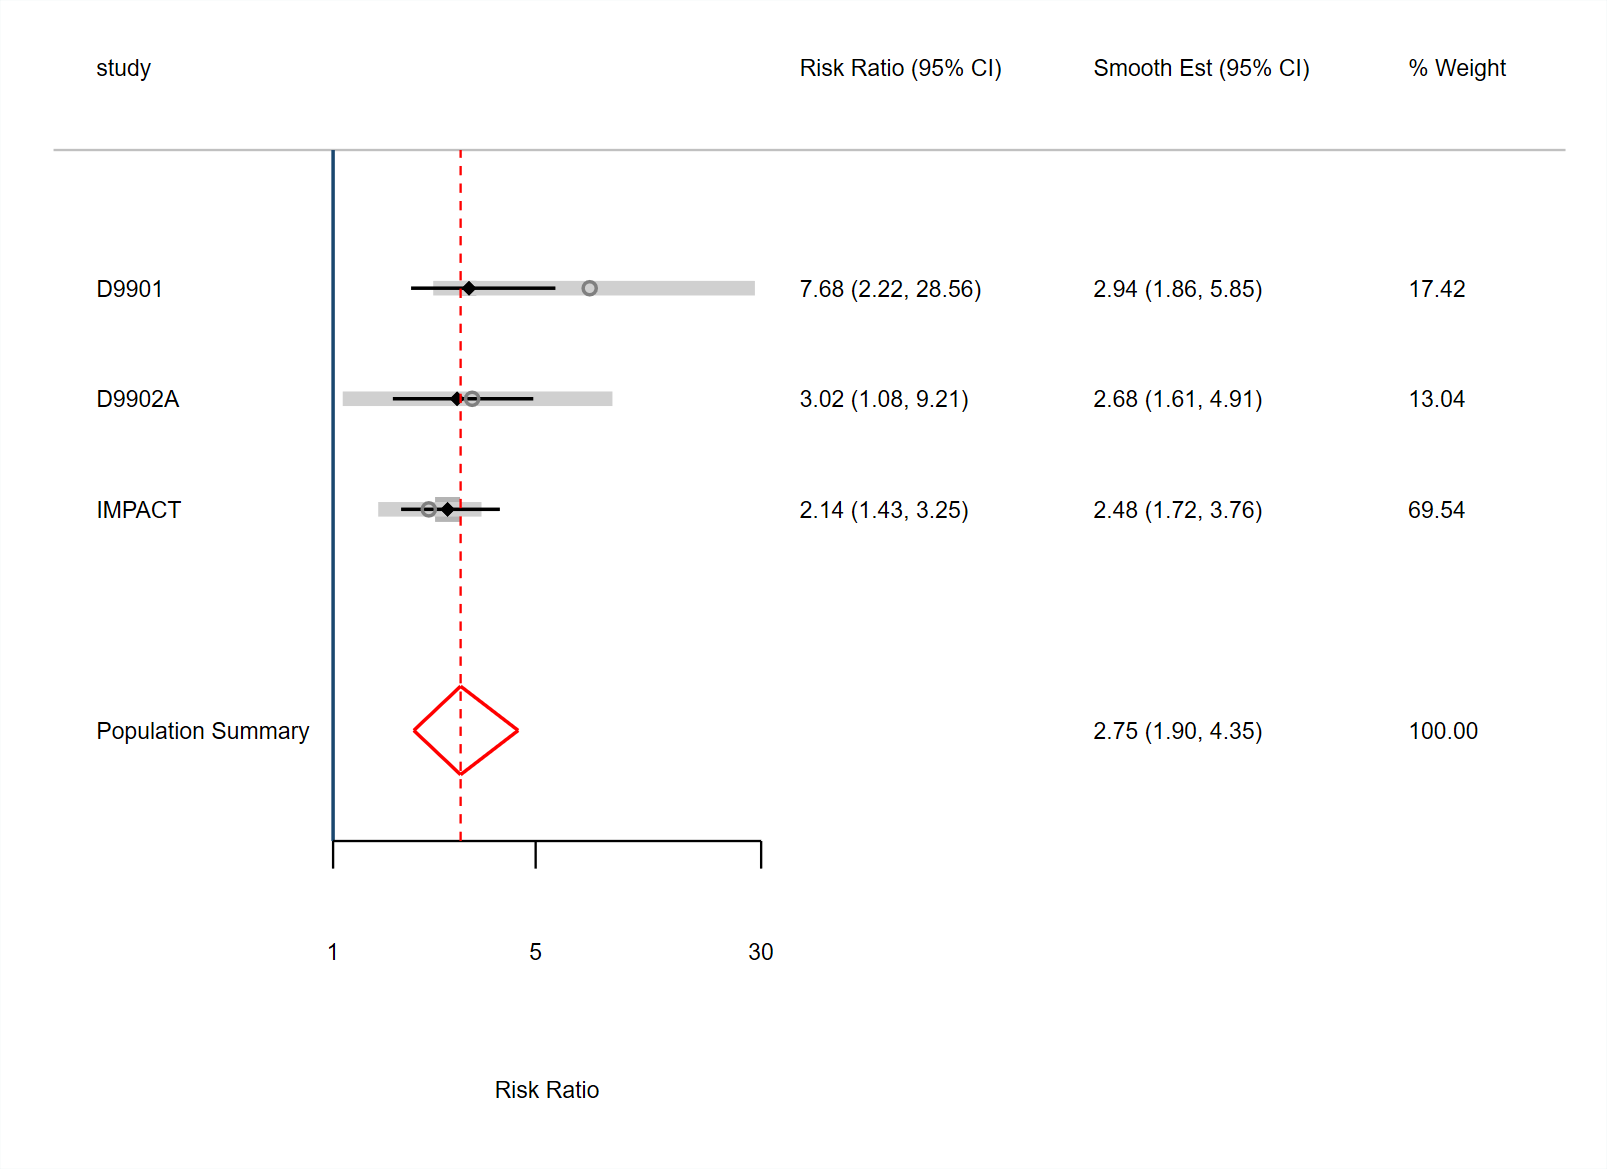 study Risk Ratio (95% CI) Smooth Est (95% CI) % Weight
D9901 7.68 (2.22, 28.56) 2.94 (1.86, 5.85) 17.42
D9902A 3.02 (1.08, 9.21) 2.68 (1.61, 4.91) 13.04
IMPACT 2.14 (1.43, 3.25) 2.48 (1.72, 3.76) 69.54
Population Summary 2.75 (1.90, 4.35) 100.00
1 5 30
Risk Ratio